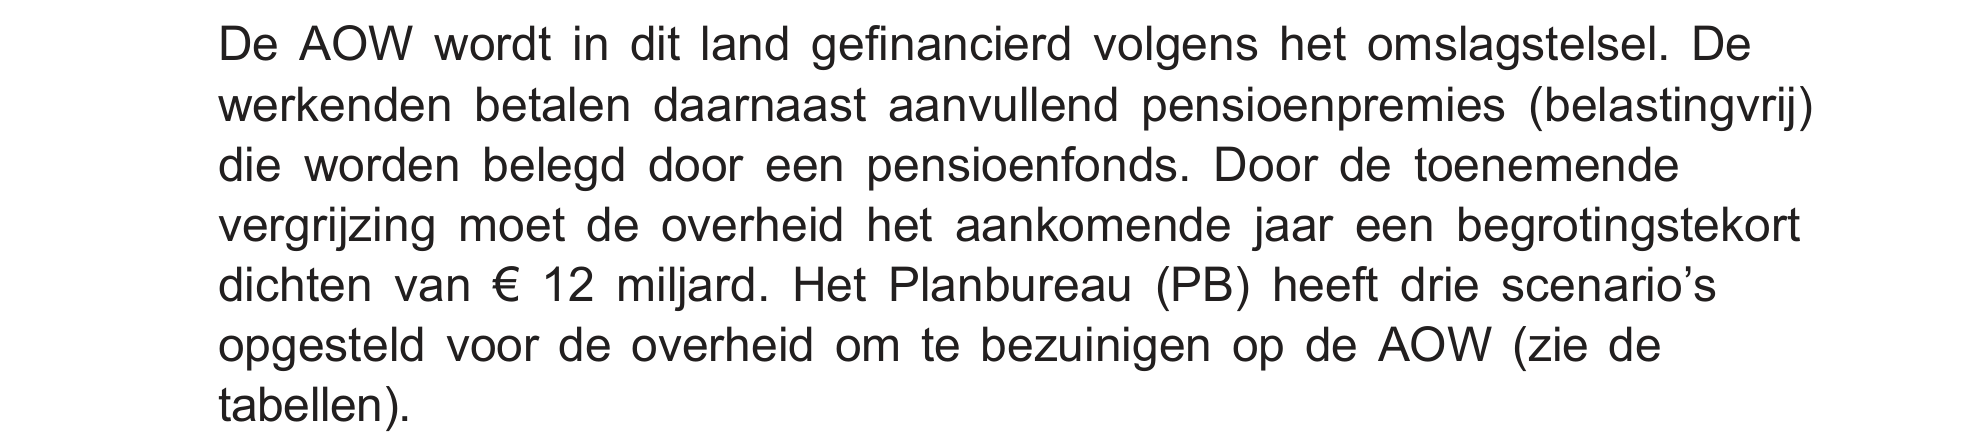 De AOW wordt in dit land gefinancierd volgens het omslagstelsel. De
werkenden betalen daarnaast aanvullend pensioenpremies (belastingvrij)
die worden belegd door een pensioenfonds. Door de toenemende
vergrijzing moet de overheid het aankomende jaar een begrotingstekort
dichten van € 12 miljard. Het Planbureau (PB) heeft drie scenario’s
opgesteld voor de overheid om te bezuinigen op de AOW (zie de
tabellen).